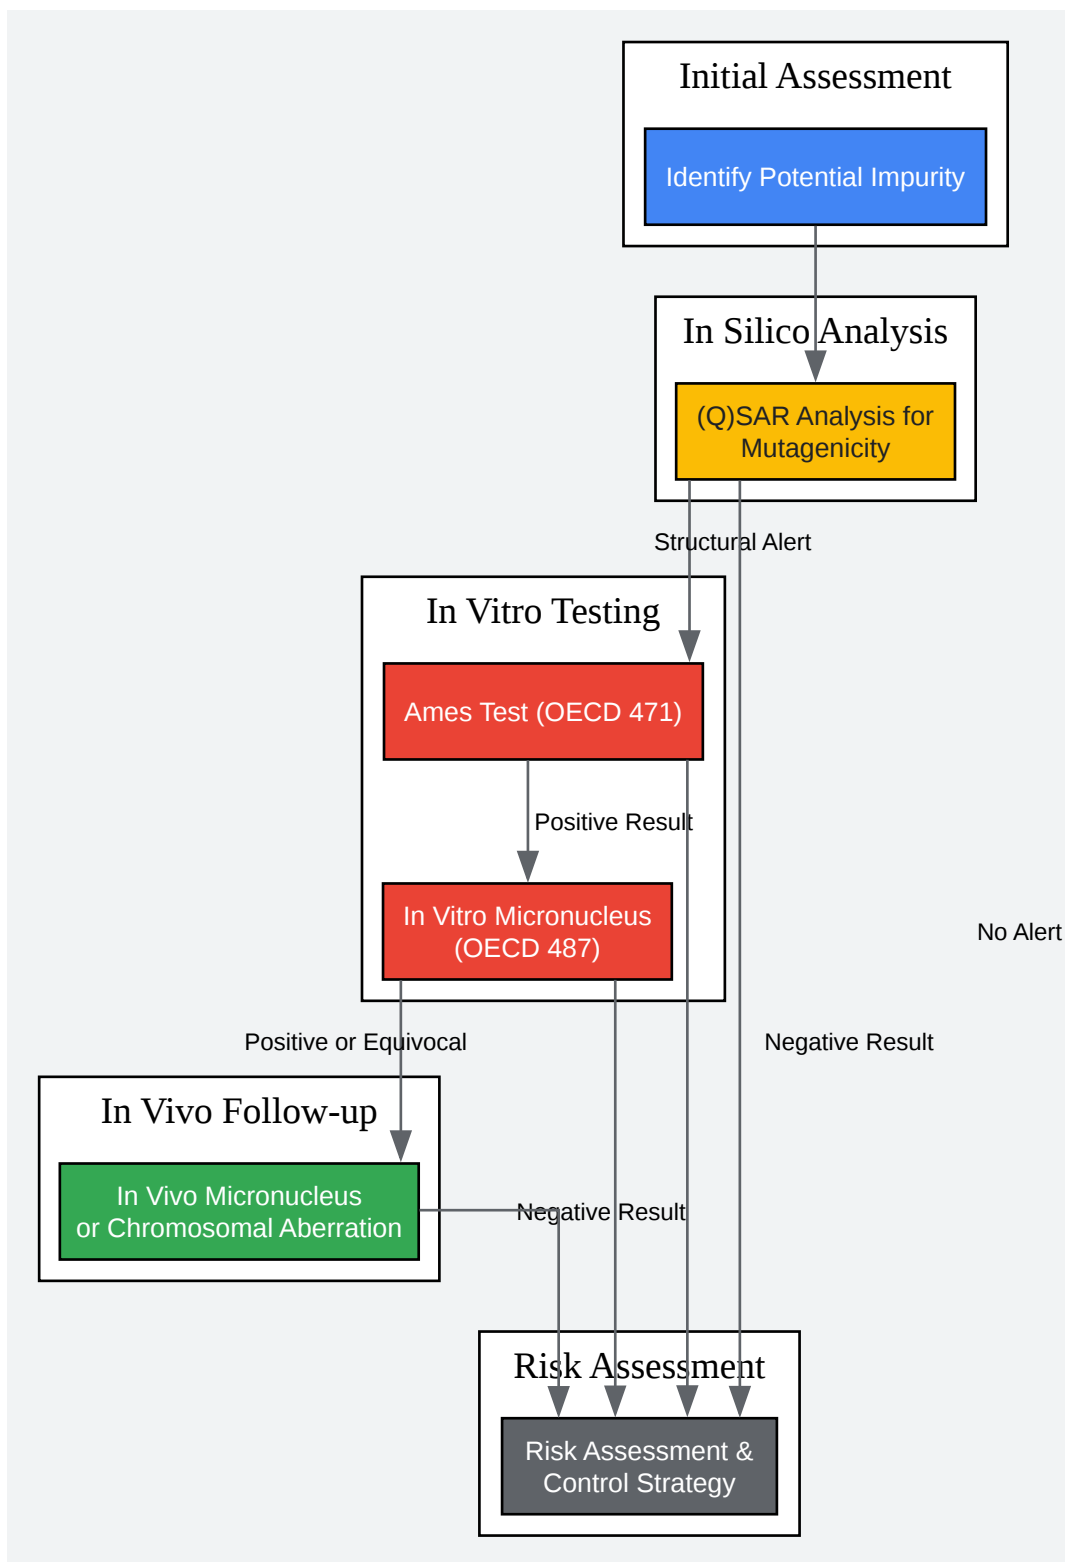 Initial Assessment
Identify Potential Impurity
In Silico Analysis
(Q)SAR Analysis for
Mutagenicity
Structural Alert
In Vitro Testing
Ames Test (OECD 471)
Positive Result
In Vitro Micronucleus
(OECD 487)
No Alert
Positive or Equivocal
Negative Result
In Vivo Follow-up
In Vivo Micronucleus
or Chromosomal Aberration
Negative Result
Risk Assessment
Risk Assessment &
Control Strategy